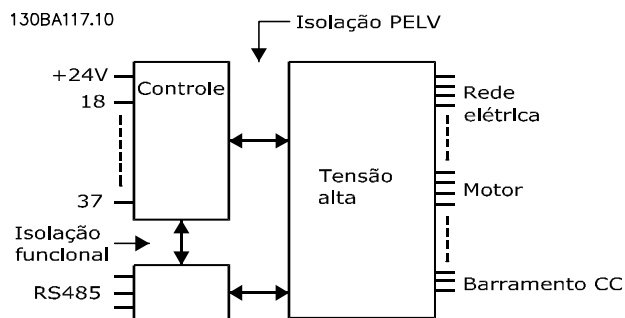 130BA117.10
Isolação PELV
+24V
Controle
18
Rede
elétrica
Tensão
alta
37
Motor
Isolação
funcional
RS485
Barramento CC